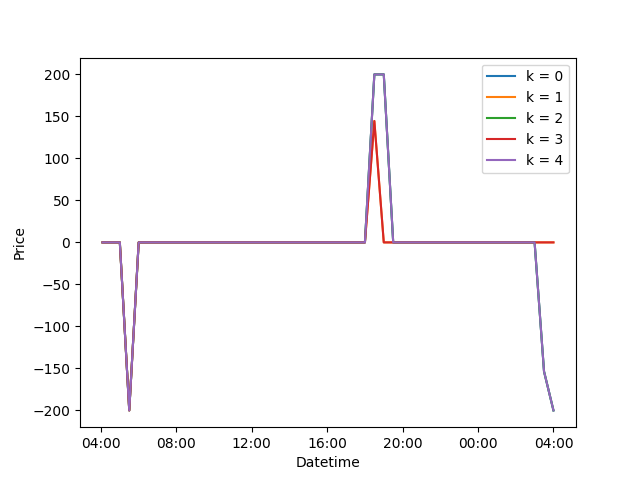 200
150
100
50
0
−50
−100
−150
−200
Price
04:00 08:00 12:00 16:00 20:00 00:00 04:00
Datetime
k = 0
k = 1
k = 2
k = 3
k = 4